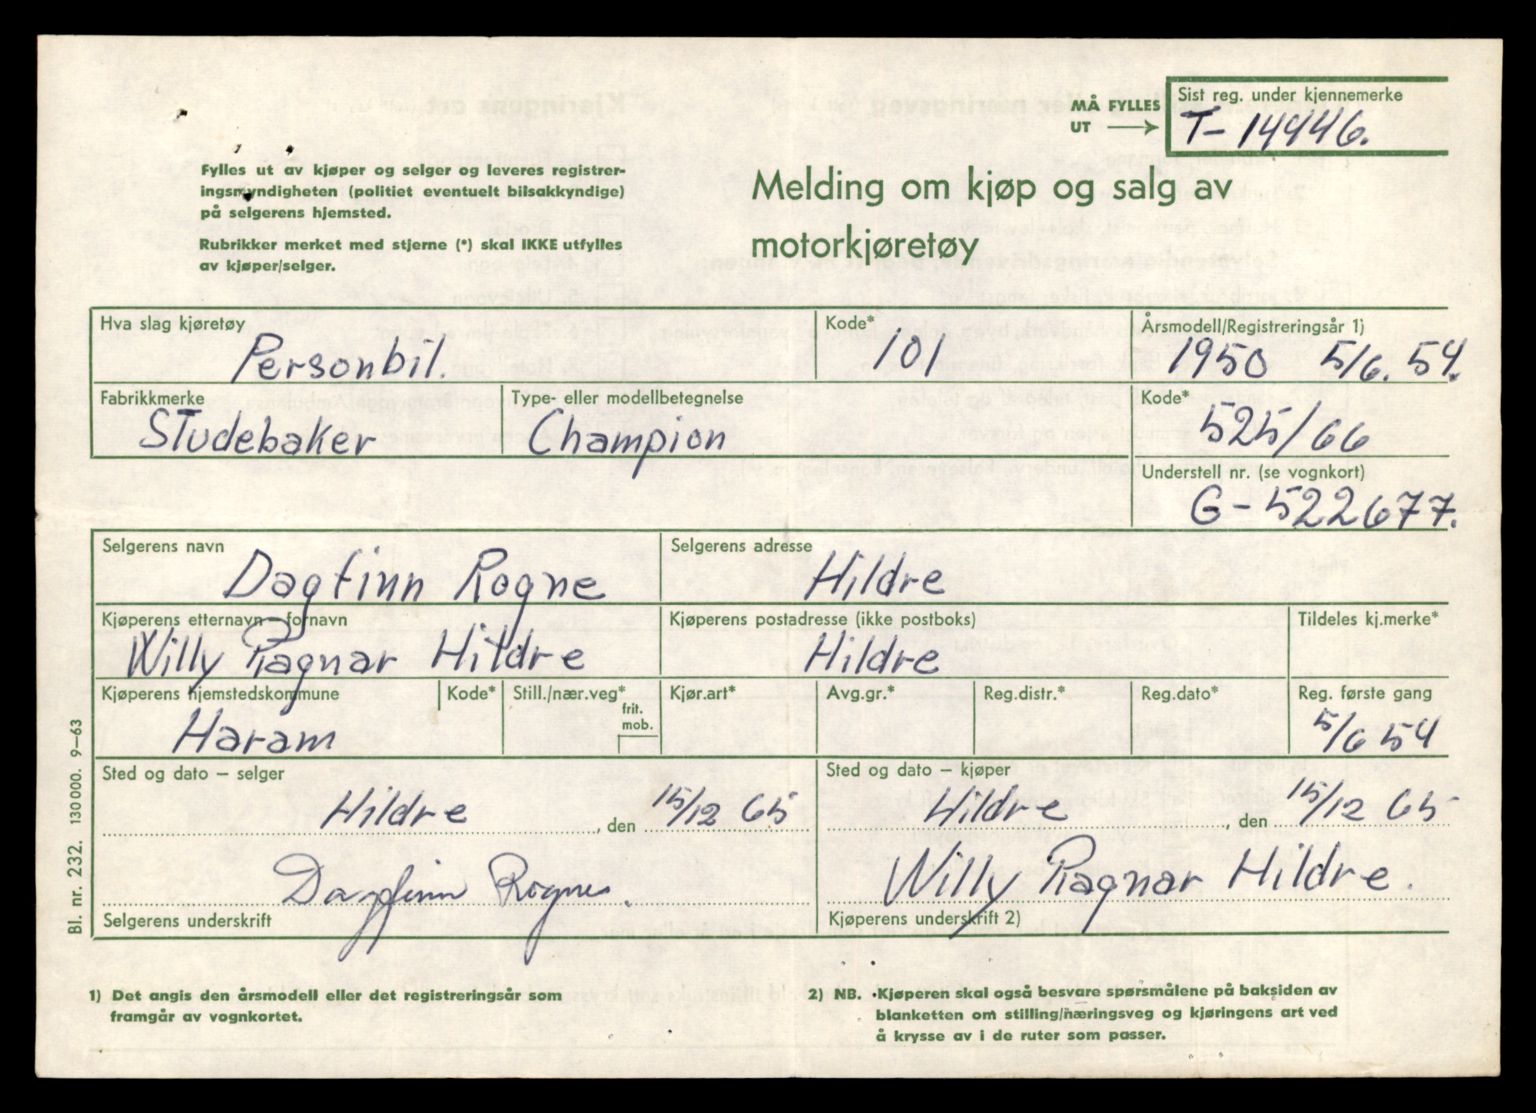 MÅ FYLLES
UT
Sist reg. under kjennemerke
T- 14446.
Fylles ut av kjøper og selger og leveres registrer-
ingsmyndigheten (politiet eventuelt bilsakkyndige)
på selgerens hjemsted.
Rubrikker merket med stjerne (*) skal IKKE utfylles
av kjøper/selger.
Melding om kjøp og salg av
motorkjøretøy
Hva slag kjøretøy
Personbil.
Kode*
101
Årsmodell/Registreringsår 1)
1950 5/6. 54.
Fabrikkmerke
Studebaker
Type- eller modellbetegnelse
Champion
Kode*
525/66
Understell nr. (se vognkort)
G-522677.
Selgerens navn
Dagfinn Rogne
Selgerens adresse
Hildre
Kjøperens etternavn fornavn
Willy Ragnar Hildre
Kjøperens postadresse (ikke postboks)
Hildre
Tildeles kj.merke*
Kjøperens hjemstedskommune
Haram
Kode*
Still./nær.veg*
frit.
mob.
Kjør.art*
Avg.gr.*
Reg.distr.*
Reg.dato*
Reg. første gang
5/6 54
Sted og dato – selger
Hildre , den 15/12 65
Dagfinn Rogne.
Selgerens underskrift
Sted og dato – kjøper
Hildre , den 15/12 65
Willy Ragnar Hildre.
Kjøperens underskrift 2)
1) Det angis den årsmodell eller det registreringsår som
framgår av vognkortet.
2) NB. Kjøperen skal også besvare spørsmålene på baksiden av
blanketten om stilling/næringsveg og kjøringens art ved
å krysse av i de ruter som passer.
Bl. nr. 232. 130 000. 9—63